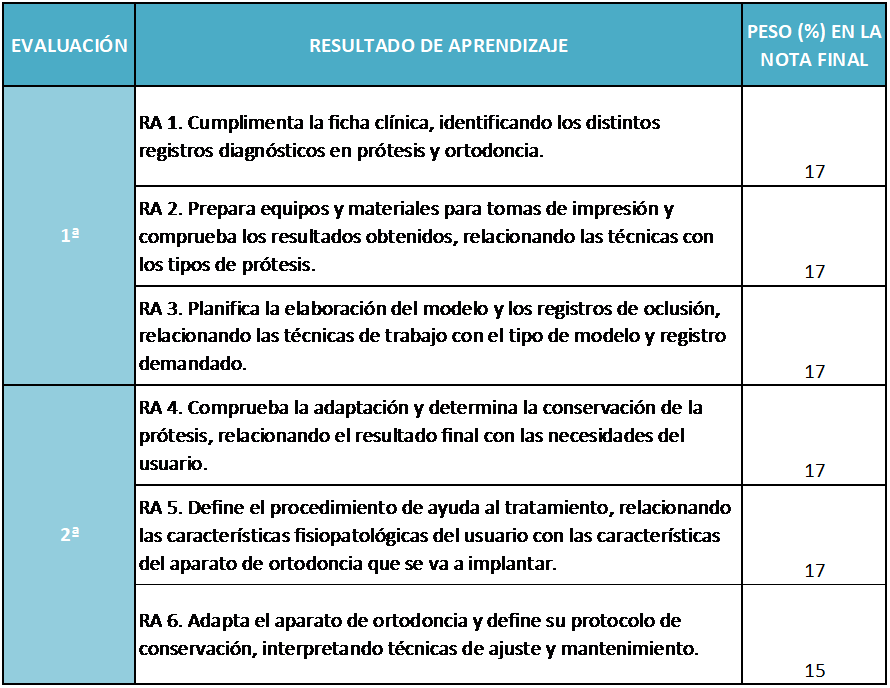 EVALUACIÓN
RESULTADO DE APRENDIZAJE
PESO (%) EN LA
NOTA FINAL
1ª
RA 1. Cumplimenta la ficha clínica, identificando los distintos
registros diagnósticos en prótesis y ortodoncia.
17
RA 2. Prepara equipos y materiales para tomas de impresión y
comprueba los resultados obtenidos, relacionando las técnicas con
los tipos de prótesis.
17
RA 3. Planifica la elaboración del modelo y los registros de oclusión,
relacionando las técnicas de trabajo con el tipo de modelo y registro
demandado.
17
2ª
RA 4. Comprueba la adaptación y determina la conservación de la
prótesis, relacionando el resultado final con las necesidades del
usuario.
17
RA 5. Define el procedimiento de ayuda al tratamiento, relacionando
las características fisiopatológicas del usuario con las características
del aparato de ortodoncia que se va a implantar.
17
RA 6. Adapta el aparato de ortodoncia y define su protocolo de
conservación, interpretando técnicas de ajuste y mantenimiento.
15